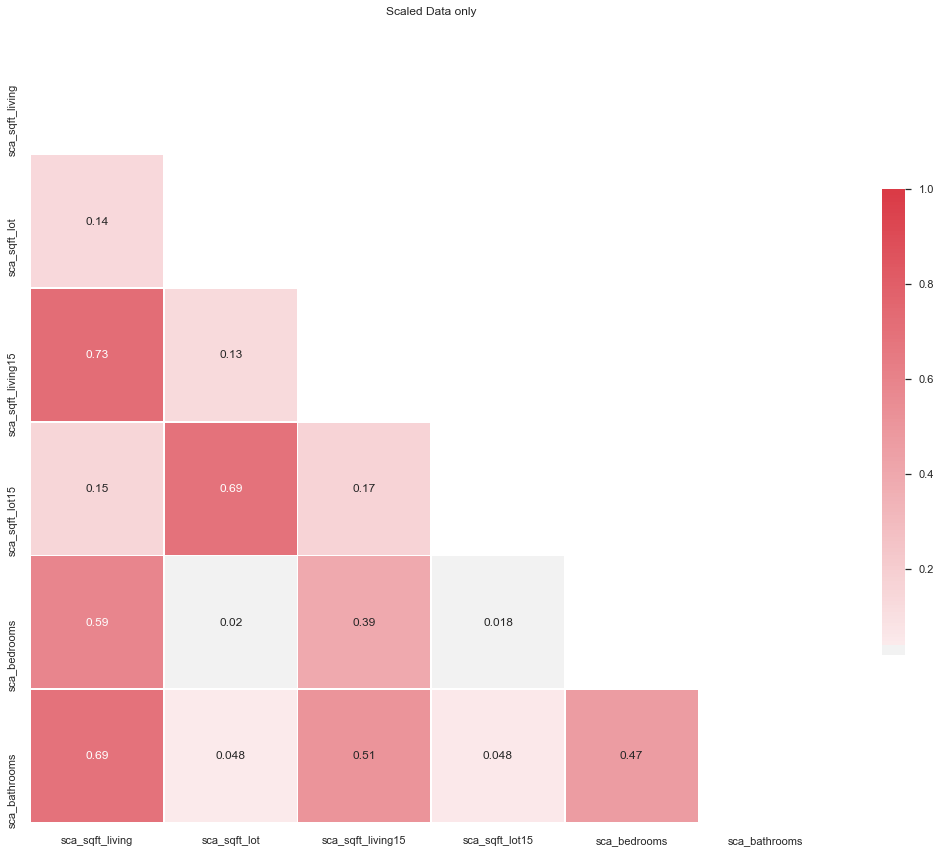 Scaled Data only
sca_sqft_living
sca_sqft_lot
0.14
sca_sqft_living15
0.73 0.13
sca_sqft_lot15
0.15 0.69 0.17
sca_bedrooms
0.59 0.02 0.39 0.018
sca_bathrooms
0.69 0.048 0.51 0.048 0.47
sca_sqft_living sca_sqft_lot sca_sqft_living15 sca_sqft_lot15 sca_bedrooms sca_bathrooms
1.0
0.8
0.6
0.4
0.2